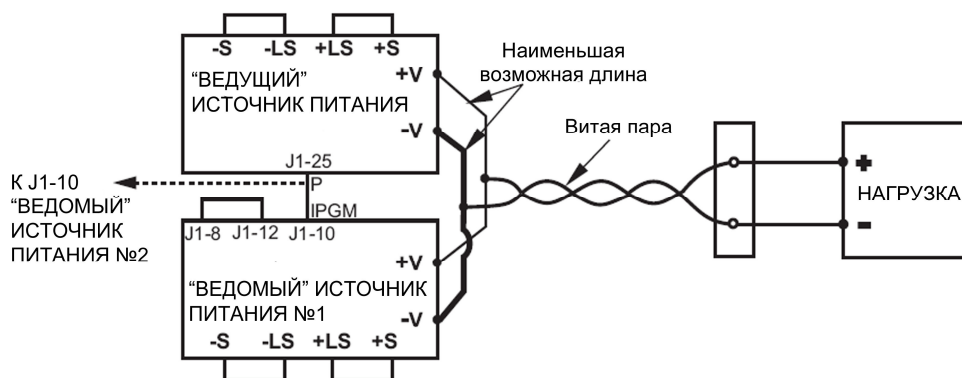 -S -LS +LS +S
Наименьшая
возможная длина
+V
“ВЕДУЩИЙ”
ИСТОЧНИК ПИТАНИЯ
-V
Витая пара
J1-25
К J1-10
“ВЕДОМЫЙ”
ИСТОЧНИК
ПИТАНИЯ №2
P
IPGM
J1-8 J1-12 J1-10
+
НАГРУЗКА
-
+V
“ВЕДОМЫЙ” ИСТОЧНИК
ПИТАНИЯ №1
-V
-S -LS +LS +S